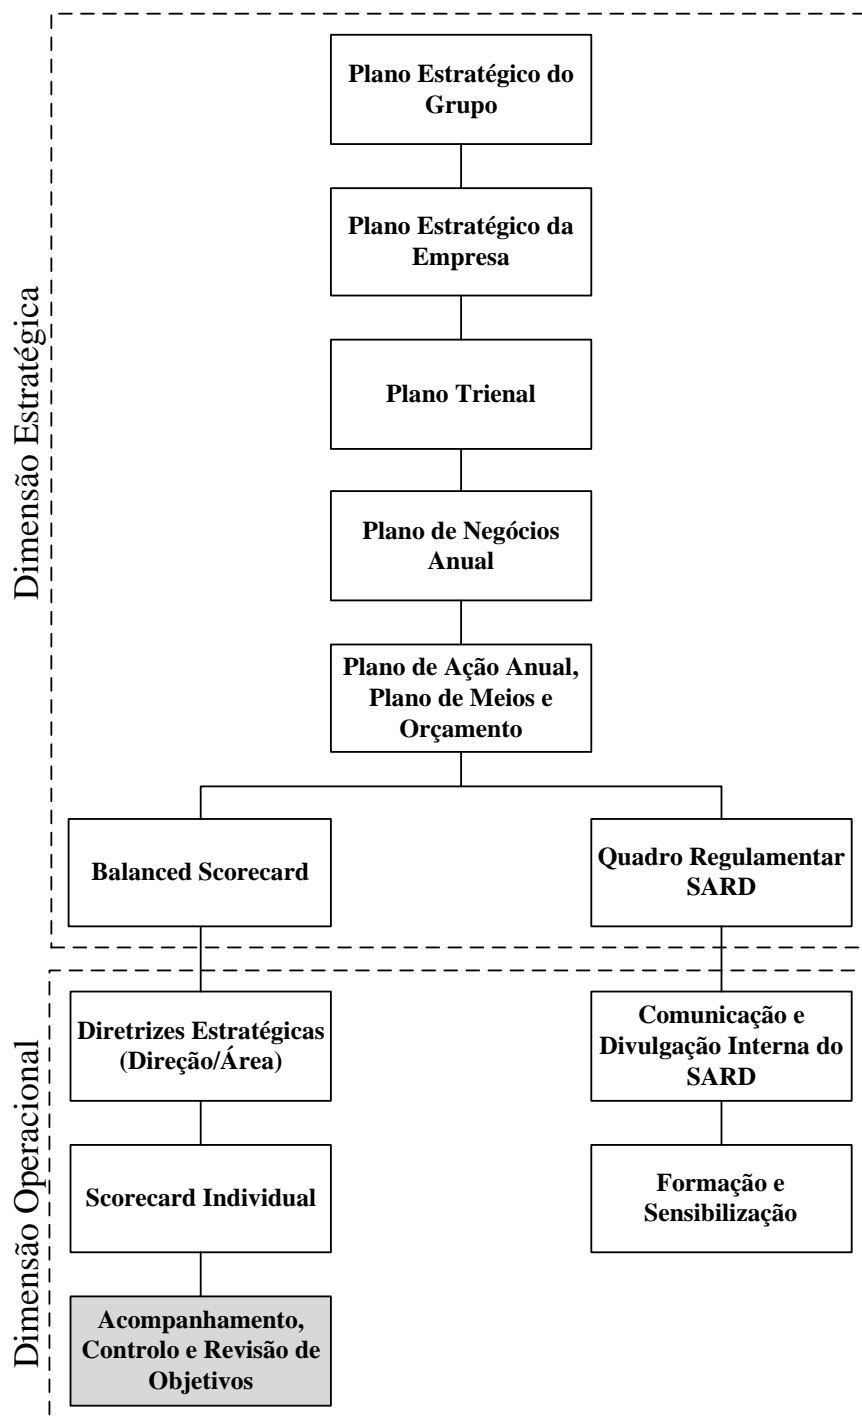 Dimensão Estratégica
Plano Estratégico do
Grupo
Plano Estratégico da
Empresa
Plano Trienal
Plano de Negócios
Anual
Plano de Ação Anual,
Plano de Meios e
Orçamento
Balanced Scorecard
Quadro Regulamentar
SARD
Dimensão Operacional
Diretrizes Estratégicas
(Direção/Área)
Comunicação e
Divulgação Interna do
SARD
Scorecard Individual
Formação e
Sensibilização
Acompanhamento,
Controlo e Revisão de
Objetivos